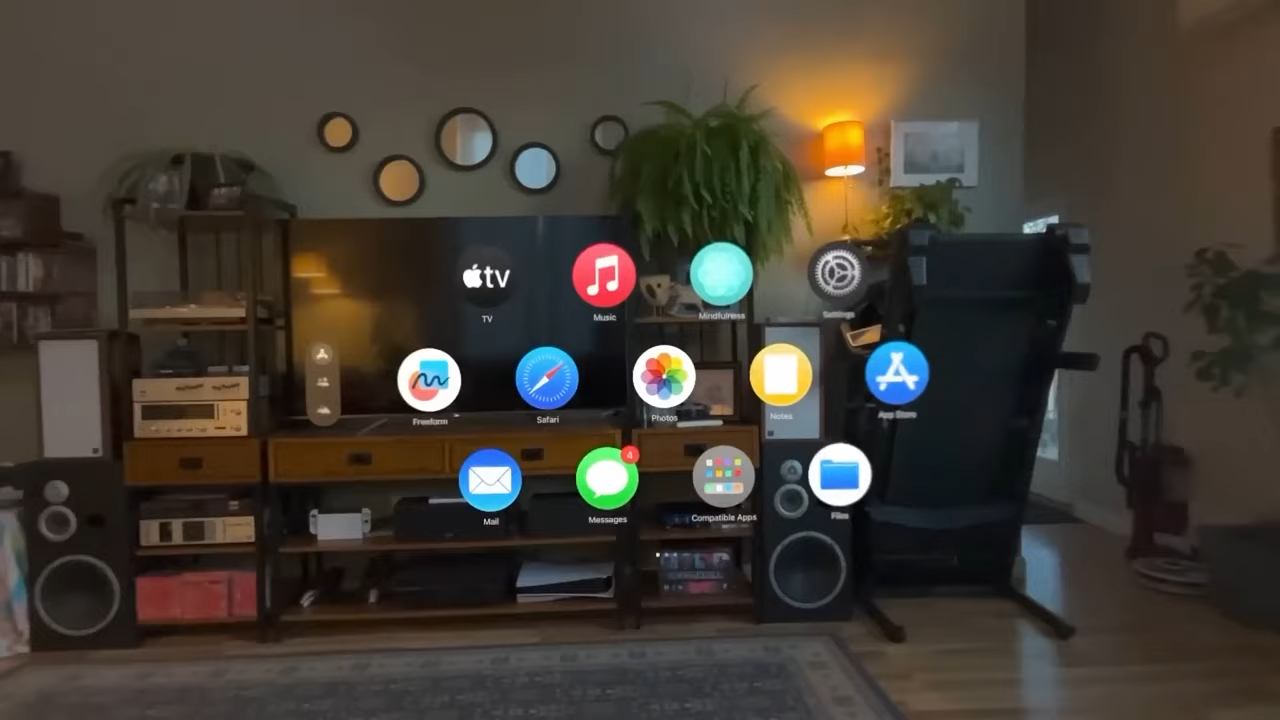 tv
TV
Music
Mindfulness
Settings
Freeform
Safari
Photos
Notes
App Store
4
Mail
Messages
Compatible Apps
Files